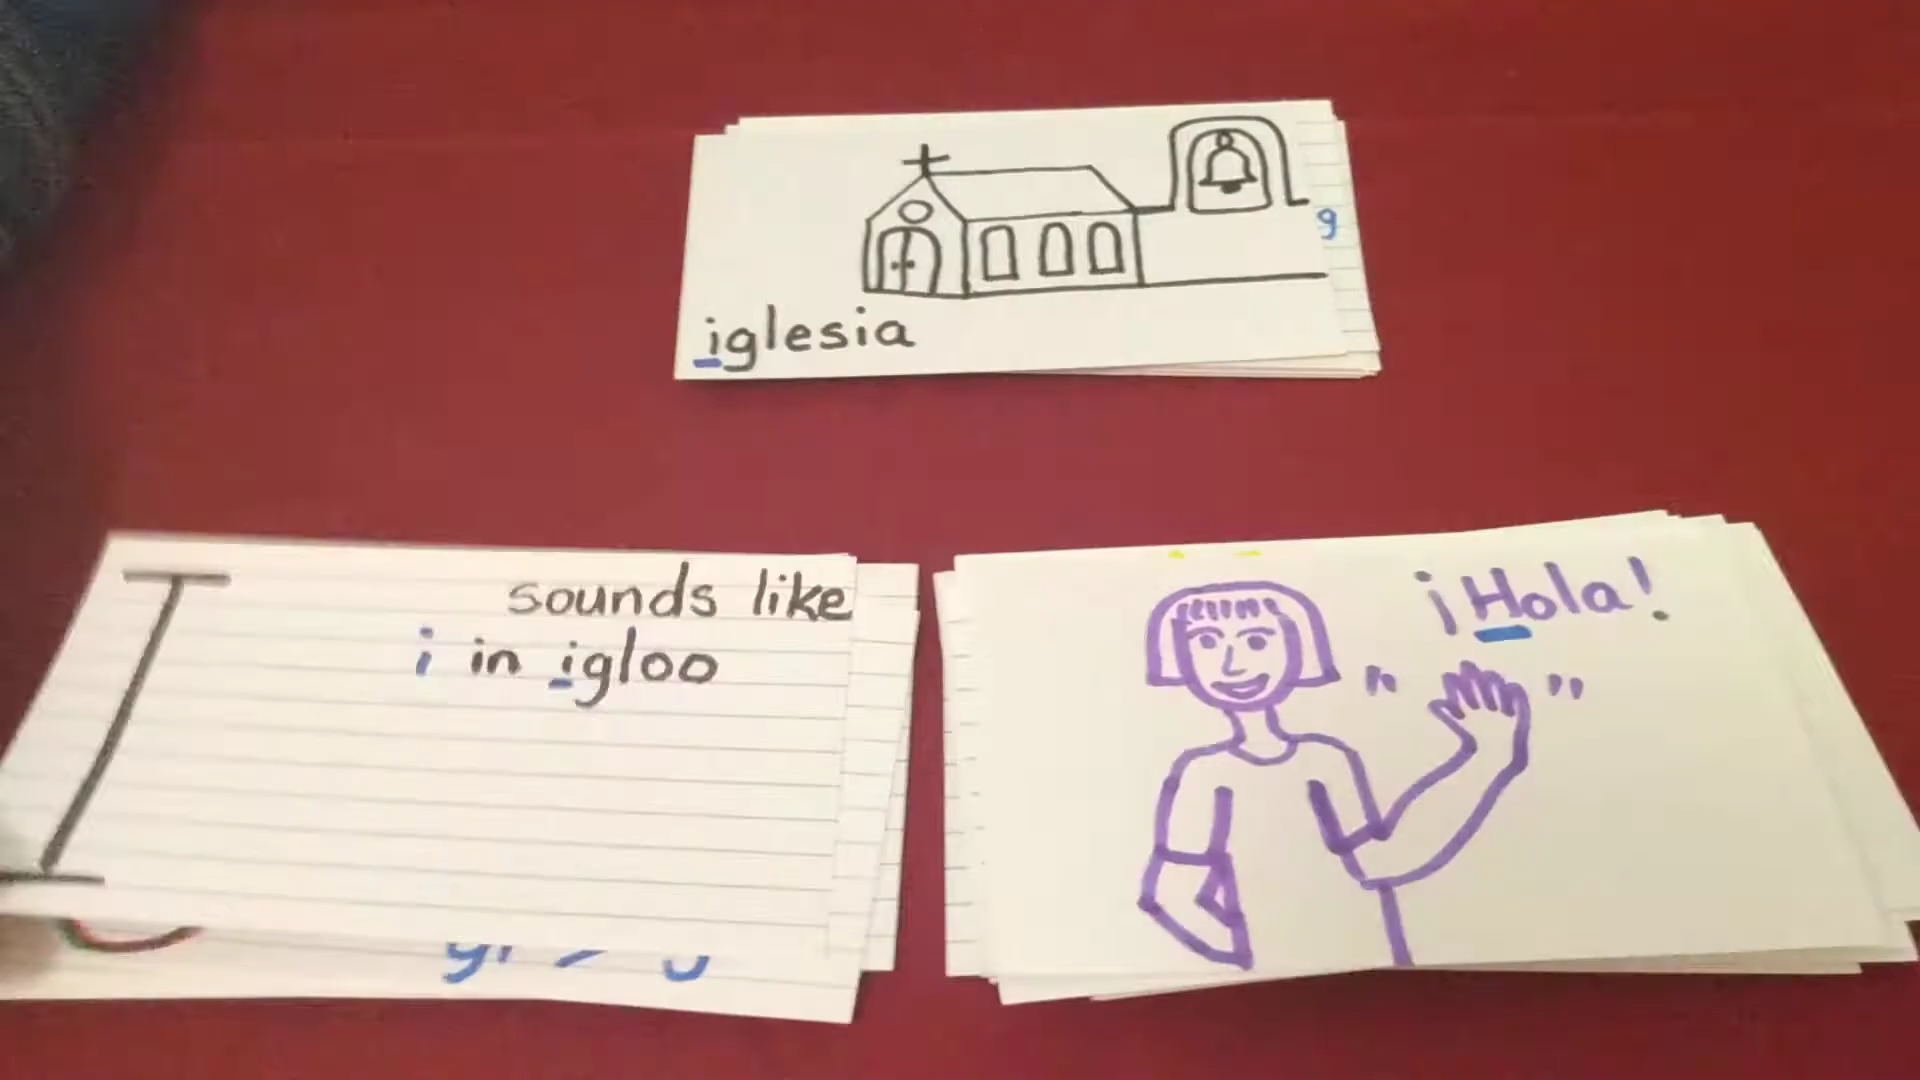 g
iglesia
I
sounds like
i in igloo
¡Hola!
" "